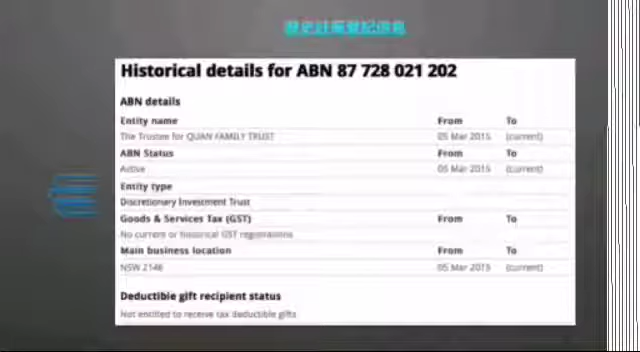 Historical details for ABN 87 728 021 202
ABN details
Entity name From To
The Trustee for QUAN FAMILY TRUST 05 Mar 2015 (current)
ABN Status From To
Active 05 Mar 2015 (current)
Entity type
Discretionary Investment Trust
Goods & Services Tax (GST) From To
No current or historical GST registrations
Main business location From To
NSW 2146 05 Mar 2015 (current)
Deductible gift recipient status
Not entitled to receive tax deductible gifts